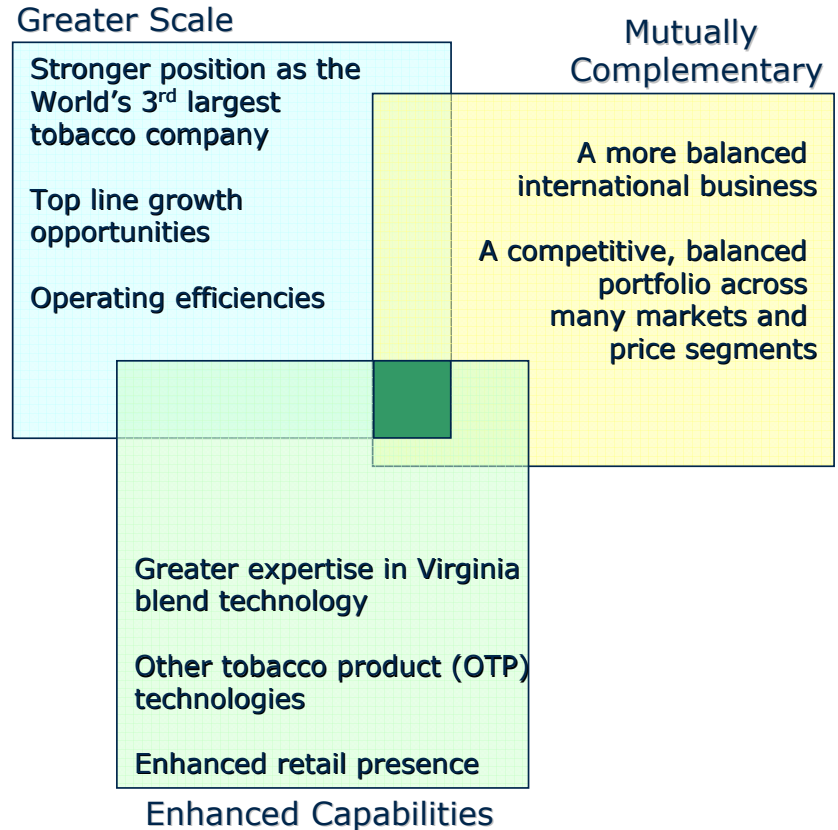 Greater Scale
Stronger position as the
World's 3rd largest
tobacco company
Top line growth
opportunities
Operating efficiencies
Mutually
Complementary
A more balanced
international business
A competitive, balanced
portfolio across
many markets and
price segments
Greater expertise in Virginia
blend technology
Other tobacco product (OTP)
technologies
Enhanced retail presence
Enhanced Capabilities